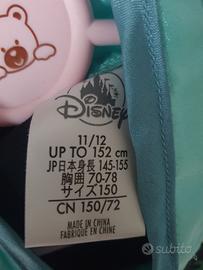 Disney
11/12
UP TO 152 cm
JP日本身長 145-155
胸囲 70-78
サイズ150
CN 150/72
MADE IN CHINA
FABRIQUE EN CHINE
subito